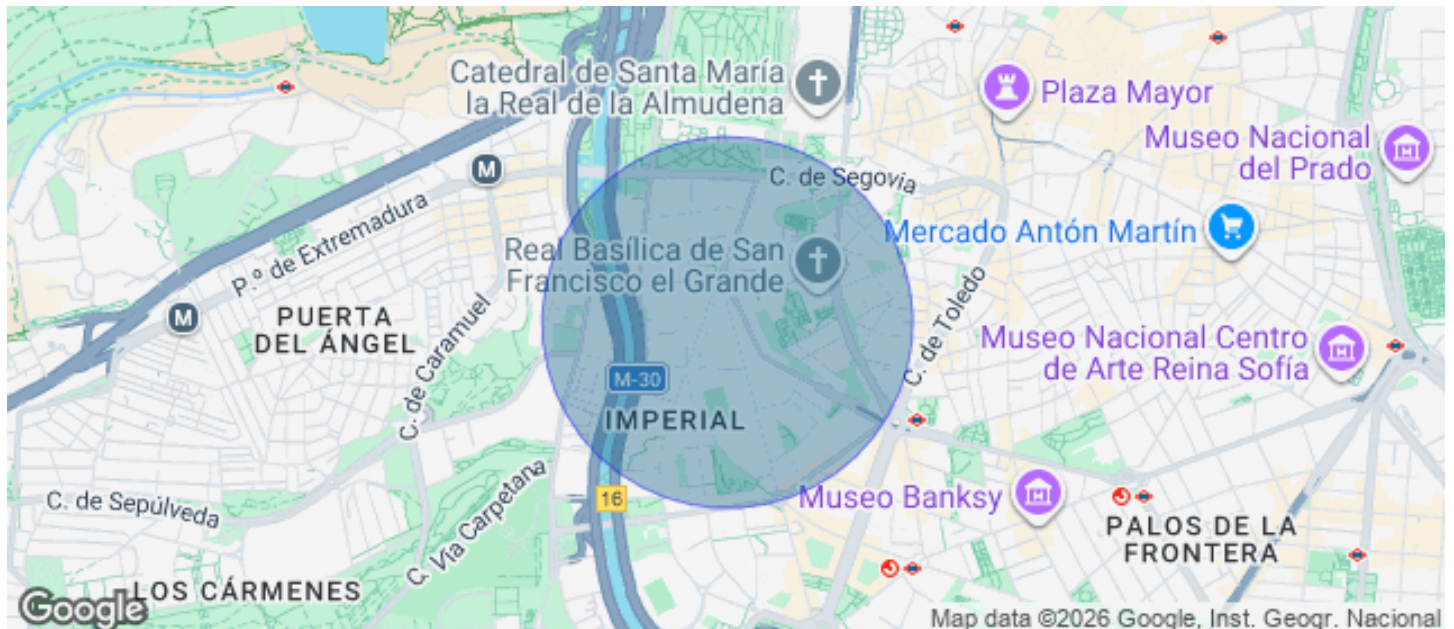 Catedral de Santa María
la Real de la Almudena
Plaza Mayor
Museo Nacional
del Prado
C. de Segovia
M
P.º de Extremadura
Mercado Antón Martín
Real Basílica de San
Francisco el Grande
M
PUERTA
DEL ÁNGEL
C. de Caramuel
C. de Toledo
Museo Nacional Centro
de Arte Reina Sofía
M-30
IMPERIAL
C. de Sepúlveda
C. Vía Carpetana
16
Museo Banksy
PALOS DE LA
FRONTERA
LOS CÁRMENES
Google
Map data ©2026 Google, Inst. Geogr. Nacional